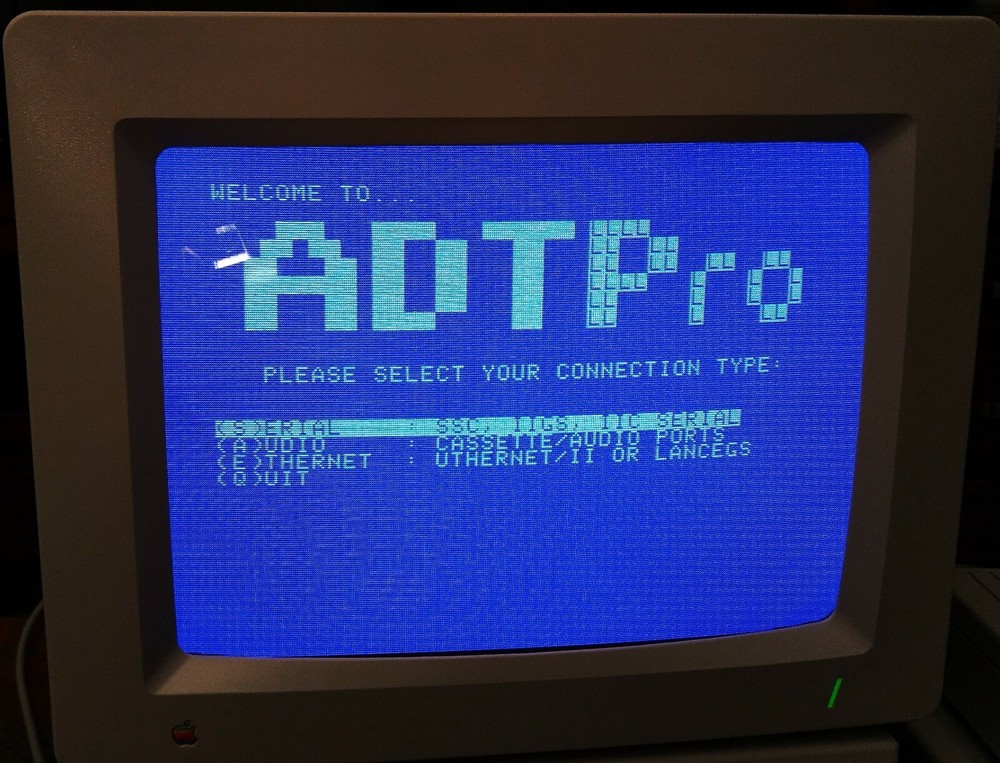 WELCOME TO...
ADTPro
PLEASE SELECT YOUR CONNECTION TYPE:
(S)ERIAL : SSC, IIGS, IIC SERIAL
(A)UDIO : CASSETTE/AUDIO PORTS
(E)THERNET : UTHERNET/II OR LANCEGS
(Q)UIT